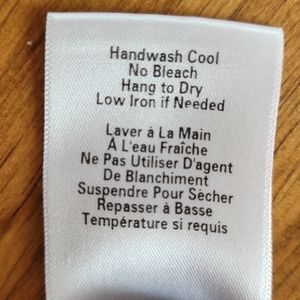 Handwash Cool
No Bleach
Hang to Dry
Low Iron if Needed
Laver à La Main
À L'eau Fraîche
Ne Pas Utiliser D'agent
De Blanchiment
Suspendre Pour Sécher
Repasser à Basse
Température si requis